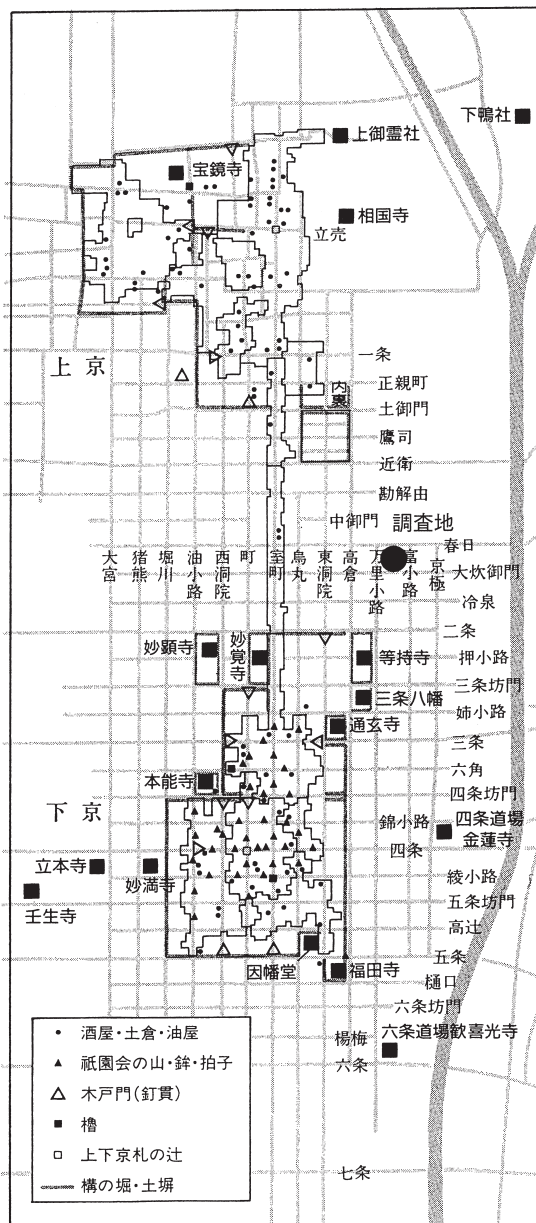 下鴨社
上御霊社
宝鏡寺
相国寺
立売
上京
一条
正親町
内裏
土御門
鷹司
近衛
勘解由
中御門
調査地
春日
大宮
猪熊
堀川
油小路
西洞院
町
室町
烏丸
東洞院
高倉
万里小路
富小路
京極
大炊御門
冷泉
二条
妙顕寺
妙覚寺
等持寺
押小路
三条坊門
三条八幡
姉小路
通玄寺
三条
六角
本能寺
四条坊門
下京
錦小路
四条道場
金蓮寺
四条
立本寺
妙満寺
綾小路
壬生寺
五条坊門
高辻
五条
因幡堂
福田寺
樋口
六条坊門
楊梅
六条道場歓喜光寺
六条
七条
酒屋・土倉・油屋
祇園会の山・鉾・拍子
木戸門(釘貫)
櫓
上下京札の辻
構の堀・土塀